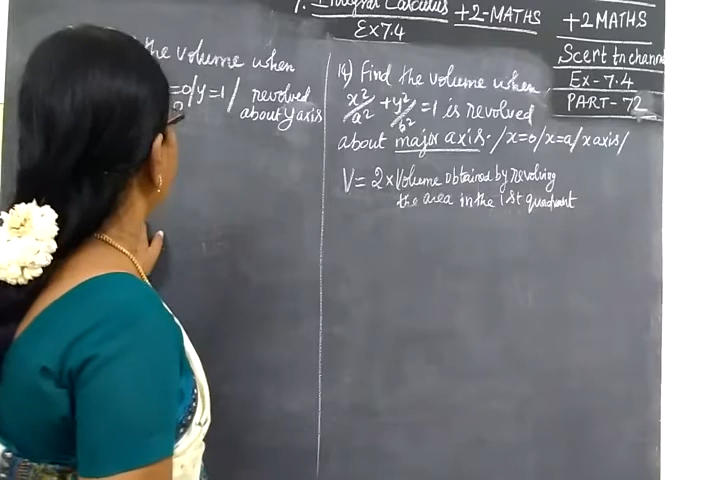 7. Integral Calculus
+2-MATHS
Ex 7.4
+2 MATHS
Scert tn channel
Ex-7.4
PART-72
the volume when
=0/y=1/ revolved
about Y axis
14) Find the volume when
x²/a² + y²/b² = 1 is revolved
about major axis. /x=0/x=a/x axis/
V = 2 × Volume obtained by revolving
the area in the 1st quadrant